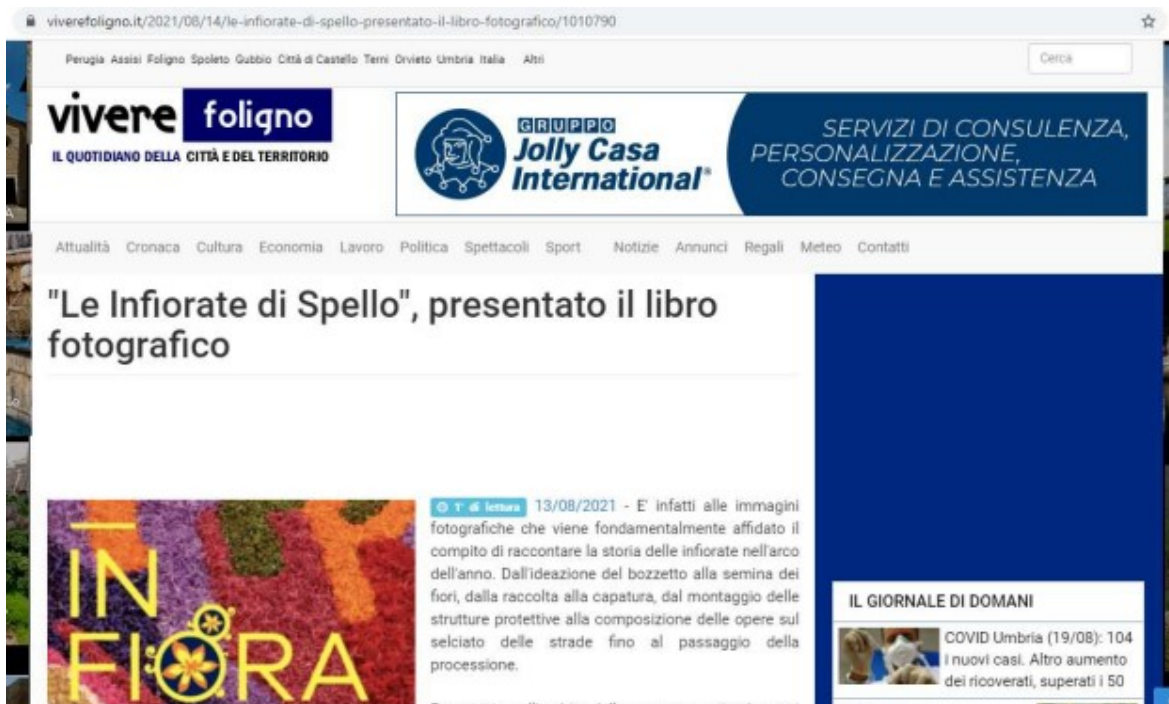 viverefoligno.it/2021/08/14/le-infiorate-di-spello-presentato-il-libro-fotografico/1010790
Perugia Assisi Foligno Spoleto Gubbio Città di Castello Terni Orvieto Umbria Italia Altri
Cerca
vivere foligno
IL QUOTIDIANO DELLA CITTÀ E DEL TERRITORIO
GRUPPO
Jolly Casa
International®
SERVIZI DI CONSULENZA,
PERSONALIZZAZIONE,
CONSEGNA E ASSISTENZA
Attualità Cronaca Cultura Economia Lavoro Politica Spettacoli Sport Notizie Annunci Regali Meteo Contatti
"Le Infiorate di Spello", presentato il libro
fotografico
IN
FIORA
1' di lettura 13/08/2021 - E' infatti alle immagini
fotografiche che viene fondamentalmente affidato il
compito di raccontare la storia delle infiorate nell'arco
dell'anno. Dall'ideazione del bozzetto alla semina dei
fiori, dalla raccolta alla capatura, dal montaggio delle
strutture protettive alla composizione delle opere sul
selciato delle strade fino al passaggio della
processione.
IL GIORNALE DI DOMANI
COVID Umbria (19/08): 104
i nuovi casi. Altro aumento
dei ricoverati, superati i 50